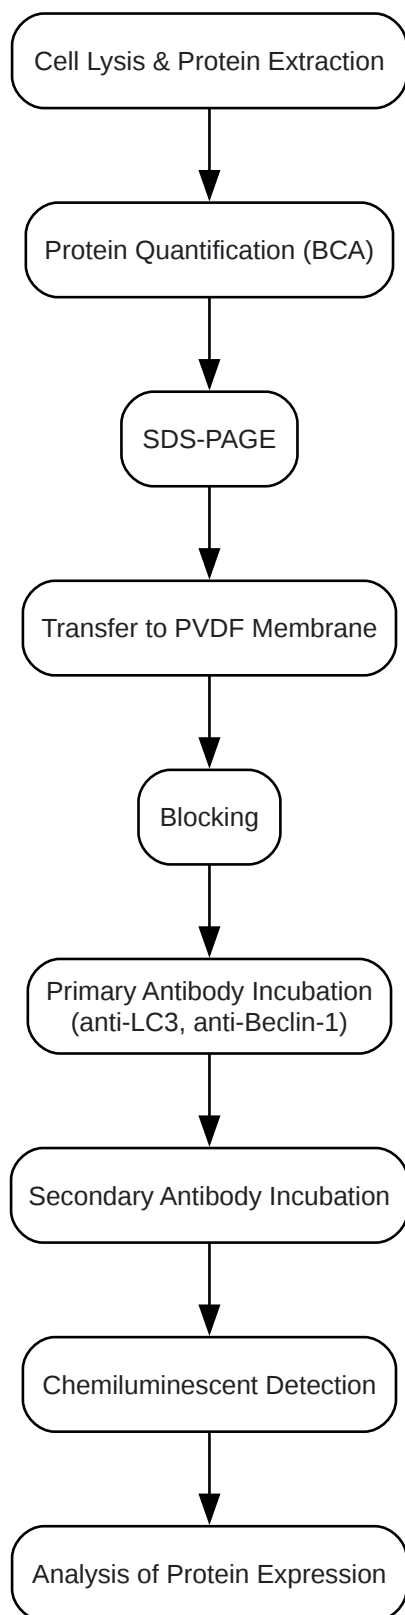 Cell Lysis & Protein Extraction
Protein Quantification (BCA)
SDS-PAGE
Transfer to PVDF Membrane
Blocking
Primary Antibody Incubation
(anti-LC3, anti-Beclin-1)
Secondary Antibody Incubation
Chemiluminescent Detection
Analysis of Protein Expression